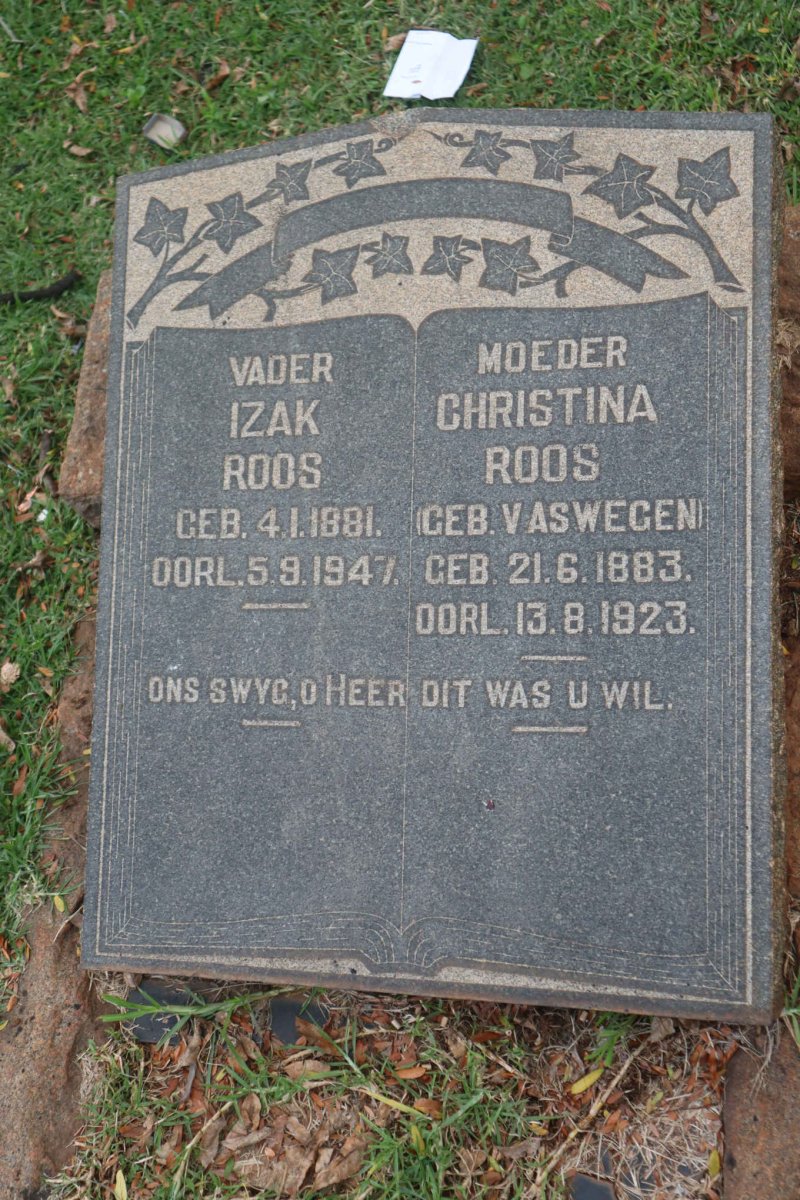 VADER
IZAK
ROOS
GEB. 4.1.1881.
OORL. 5.9.1947.
MOEDER
CHRISTINA
ROOS
(GEB. V ASWEGEN)
GEB. 21.6.1883.
OORL. 13.8.1923.
ONS SWYG, O HEER DIT WAS U WIL.